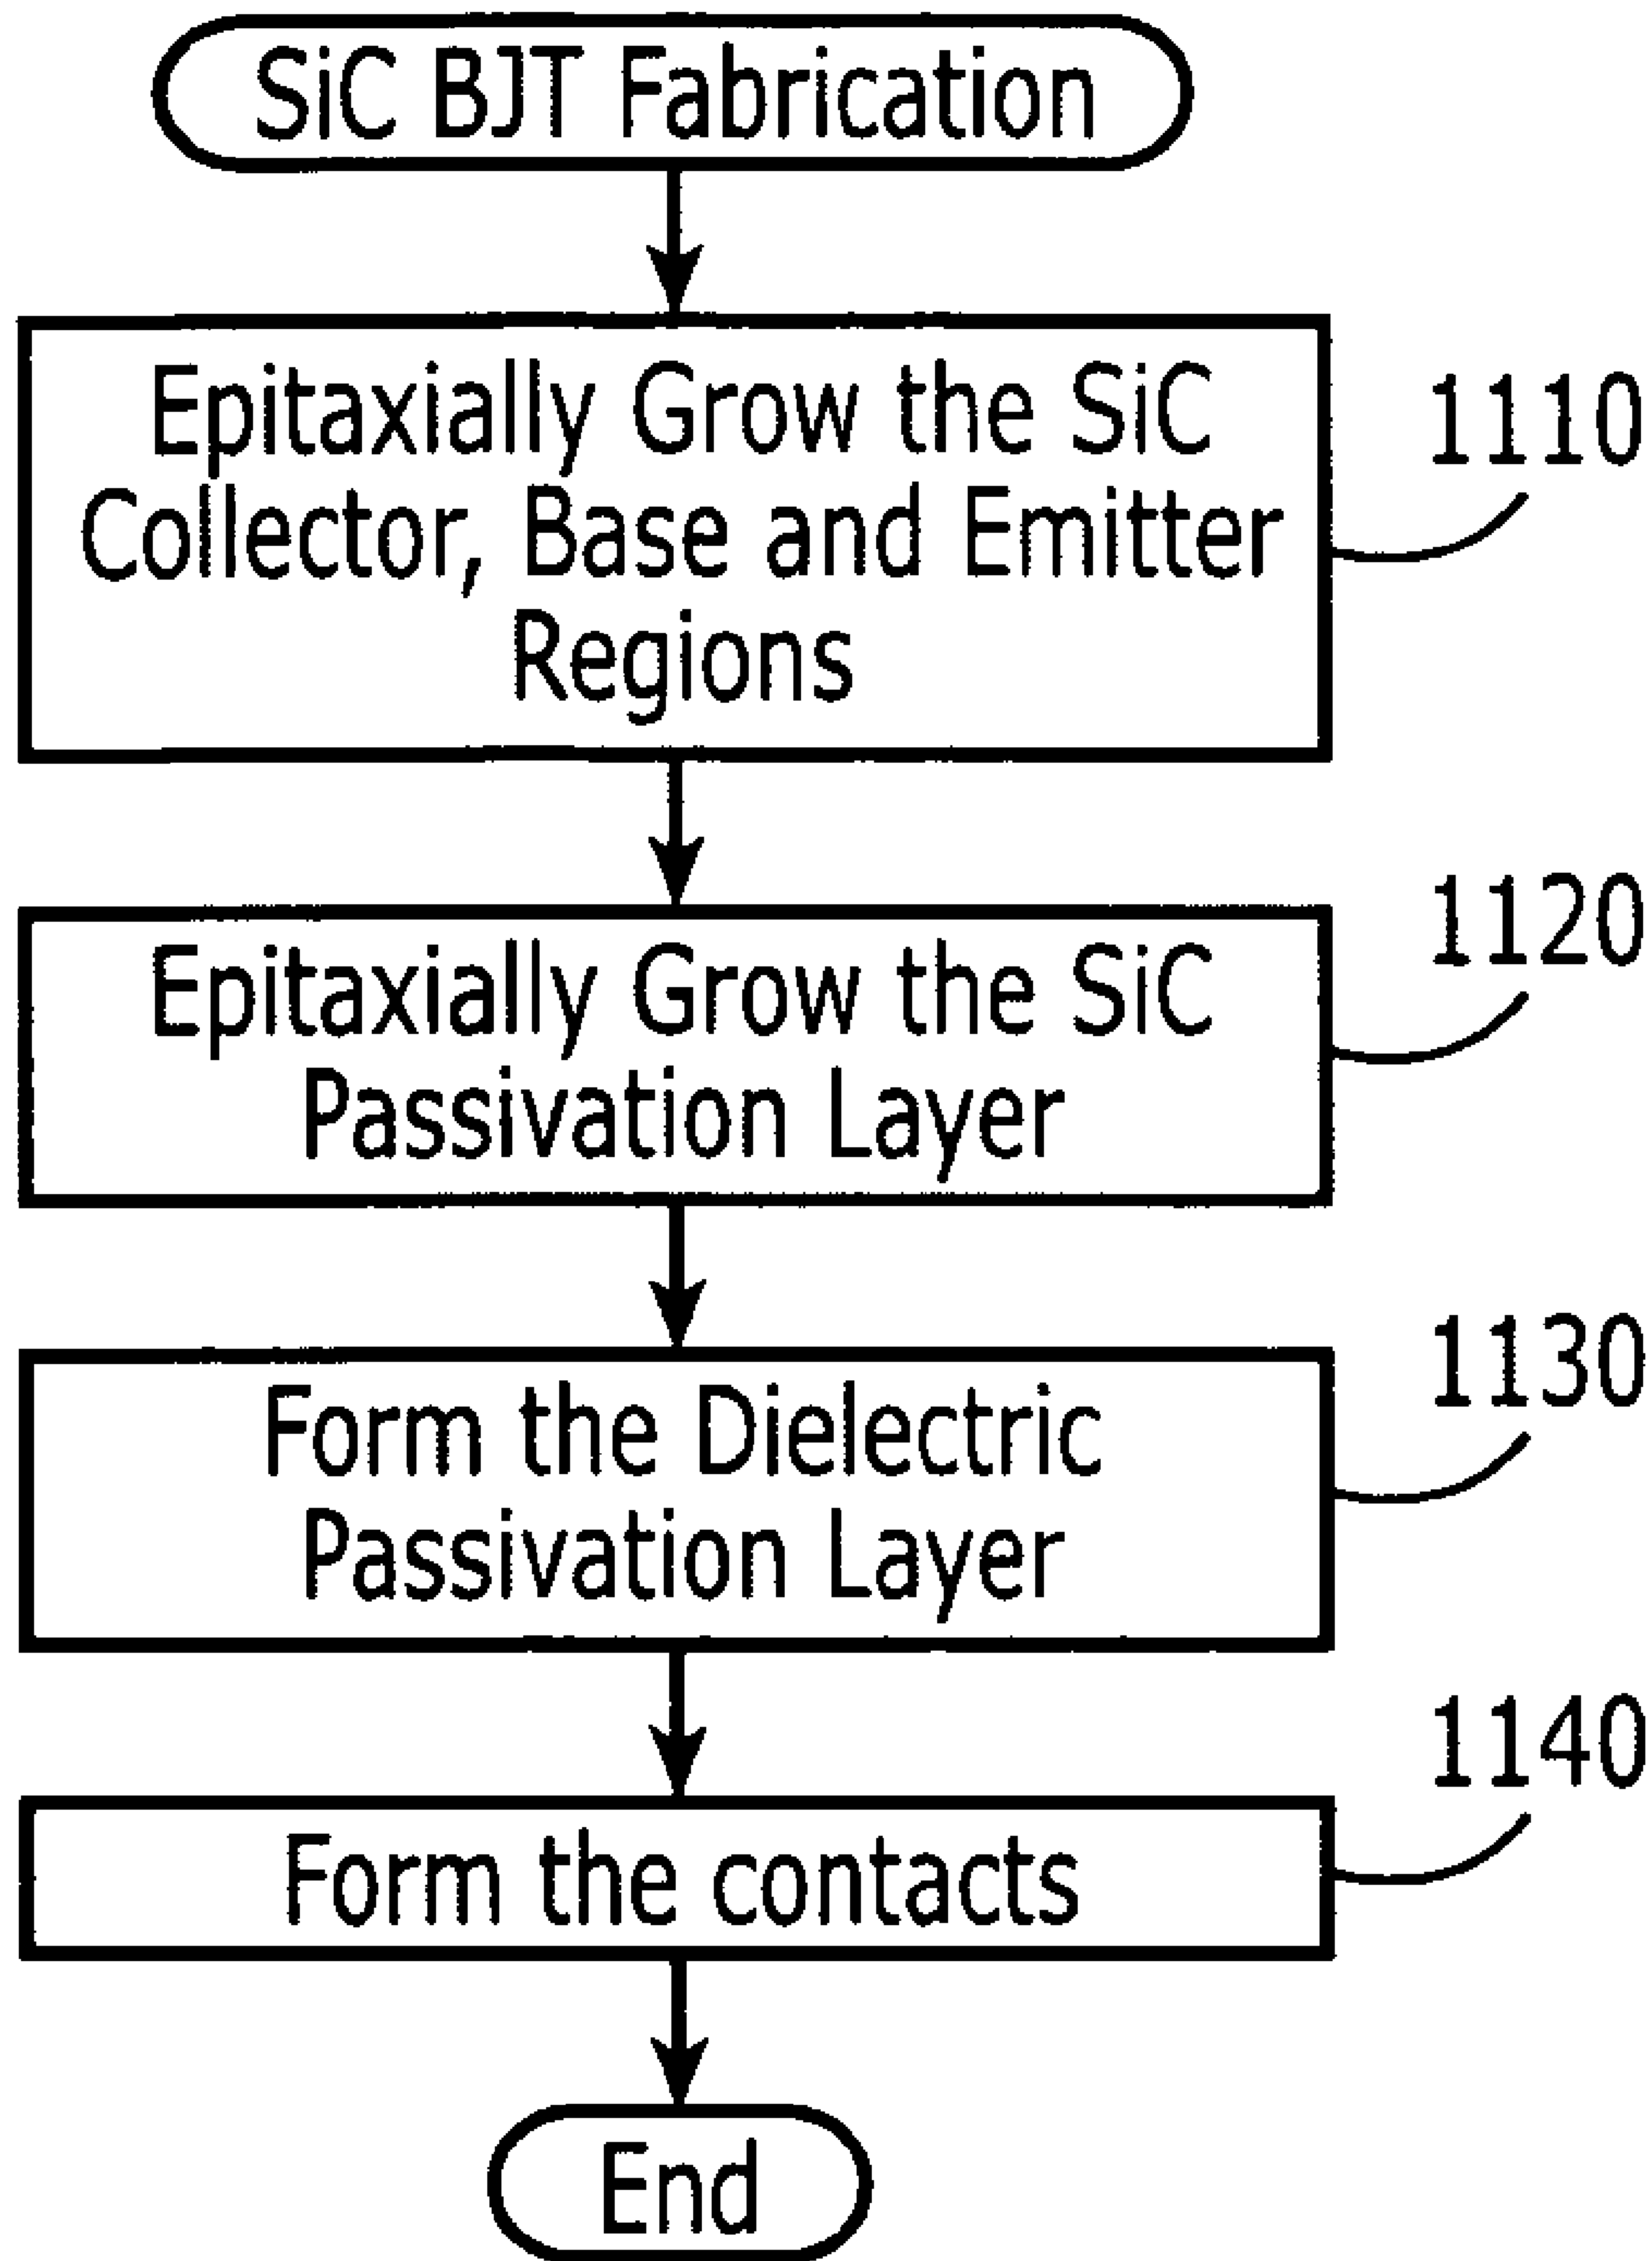 SiC BJT Fabrication
Epitaxially Grow the SiC
Collector, Base and Emitter
Regions
1110
Epitaxially Grow the SiC
Passivation Layer
1120
Form the Dielectric
Passivation Layer
1130
Form the contacts
1140
End